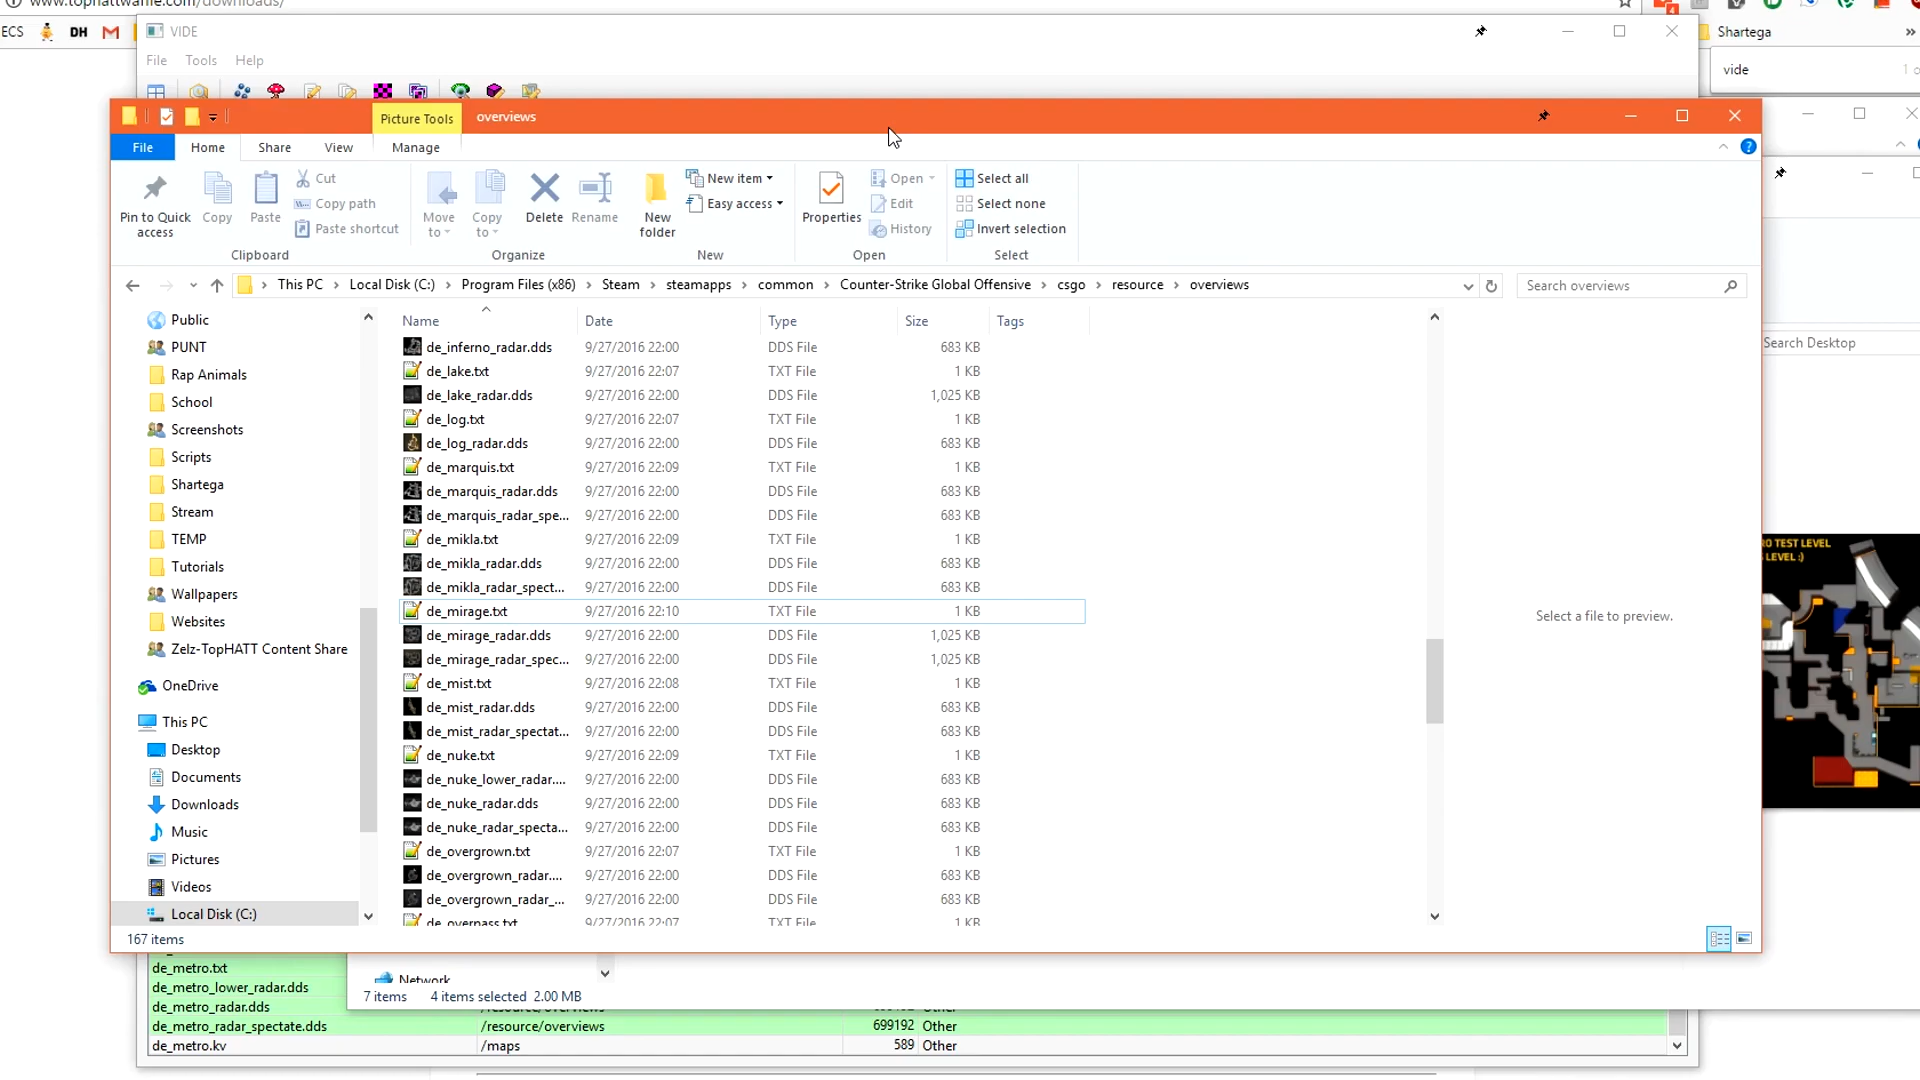 www.tophattwaffle.com/downloads/
ECS DH
Shartega
VIDE
File Tools Help
vide
Picture Tools overviews
File Home Share View Manage
Pin to Quick access
Copy
Paste
Cut
Copy path
Paste shortcut
Clipboard
Move to
Copy to
Delete
Rename
Organize
New folder
New item
Easy access
New
Properties
Open
Edit
History
Open
Select all
Select none
Invert selection
Select
This PC Local Disk (C:) Program Files (x86) Steam steamapps common Counter-Strike Global Offensive csgo resource overviews
Search overviews
Search Desktop
Public
PUNT
Rap Animals
School
Screenshots
Scripts
Shartega
Stream
TEMP
Tutorials
Wallpapers
Websites
Zelz-TopHATT Content Share
OneDrive
This PC
Desktop
Documents
Downloads
Music
Pictures
Videos
Local Disk (C:)
Name Date Type Size Tags
de_inferno_radar.dds 9/27/2016 22:00 DDS File 683 KB
de_lake.txt 9/27/2016 22:07 TXT File 1 KB
de_lake_radar.dds 9/27/2016 22:00 DDS File 1,025 KB
de_log.txt 9/27/2016 22:07 TXT File 1 KB
de_log_radar.dds 9/27/2016 22:00 DDS File 683 KB
de_marquis.txt 9/27/2016 22:09 TXT File 1 KB
de_marquis_radar.dds 9/27/2016 22:00 DDS File 683 KB
de_marquis_radar_spe... 9/27/2016 22:00 DDS File 683 KB
de_mikla.txt 9/27/2016 22:09 TXT File 1 KB
de_mikla_radar.dds 9/27/2016 22:00 DDS File 683 KB
de_mikla_radar_spect... 9/27/2016 22:00 DDS File 683 KB
de_mirage.txt 9/27/2016 22:10 TXT File 1 KB
de_mirage_radar.dds 9/27/2016 22:00 DDS File 1,025 KB
de_mirage_radar_spec... 9/27/2016 22:00 DDS File 1,025 KB
de_mist.txt 9/27/2016 22:08 TXT File 1 KB
de_mist_radar.dds 9/27/2016 22:00 DDS File 683 KB
de_mist_radar_spectat... 9/27/2016 22:00 DDS File 683 KB
de_nuke.txt 9/27/2016 22:09 TXT File 1 KB
de_nuke_lower_radar.... 9/27/2016 22:00 DDS File 683 KB
de_nuke_radar.dds 9/27/2016 22:00 DDS File 683 KB
de_nuke_radar_specta... 9/27/2016 22:00 DDS File 683 KB
de_overgrown.txt 9/27/2016 22:07 TXT File 1 KB
de_overgrown_radar.... 9/27/2016 22:00 DDS File 683 KB
de_overgrown_radar_... 9/27/2016 22:00 DDS File 683 KB
de_overpass.txt 9/27/2016 22:07 TXT File 1 KB
Select a file to preview.
TEST LEVEL
LEVEL :)
167 items
Network
7 items 4 items selected 2.00 MB
de_metro.txt
de_metro_lower_radar.dds
de_metro_radar.dds /resource/overviews 699192 Other
de_metro_radar_spectate.dds /resource/overviews 699192 Other
de_metro.kv /maps 589 Other